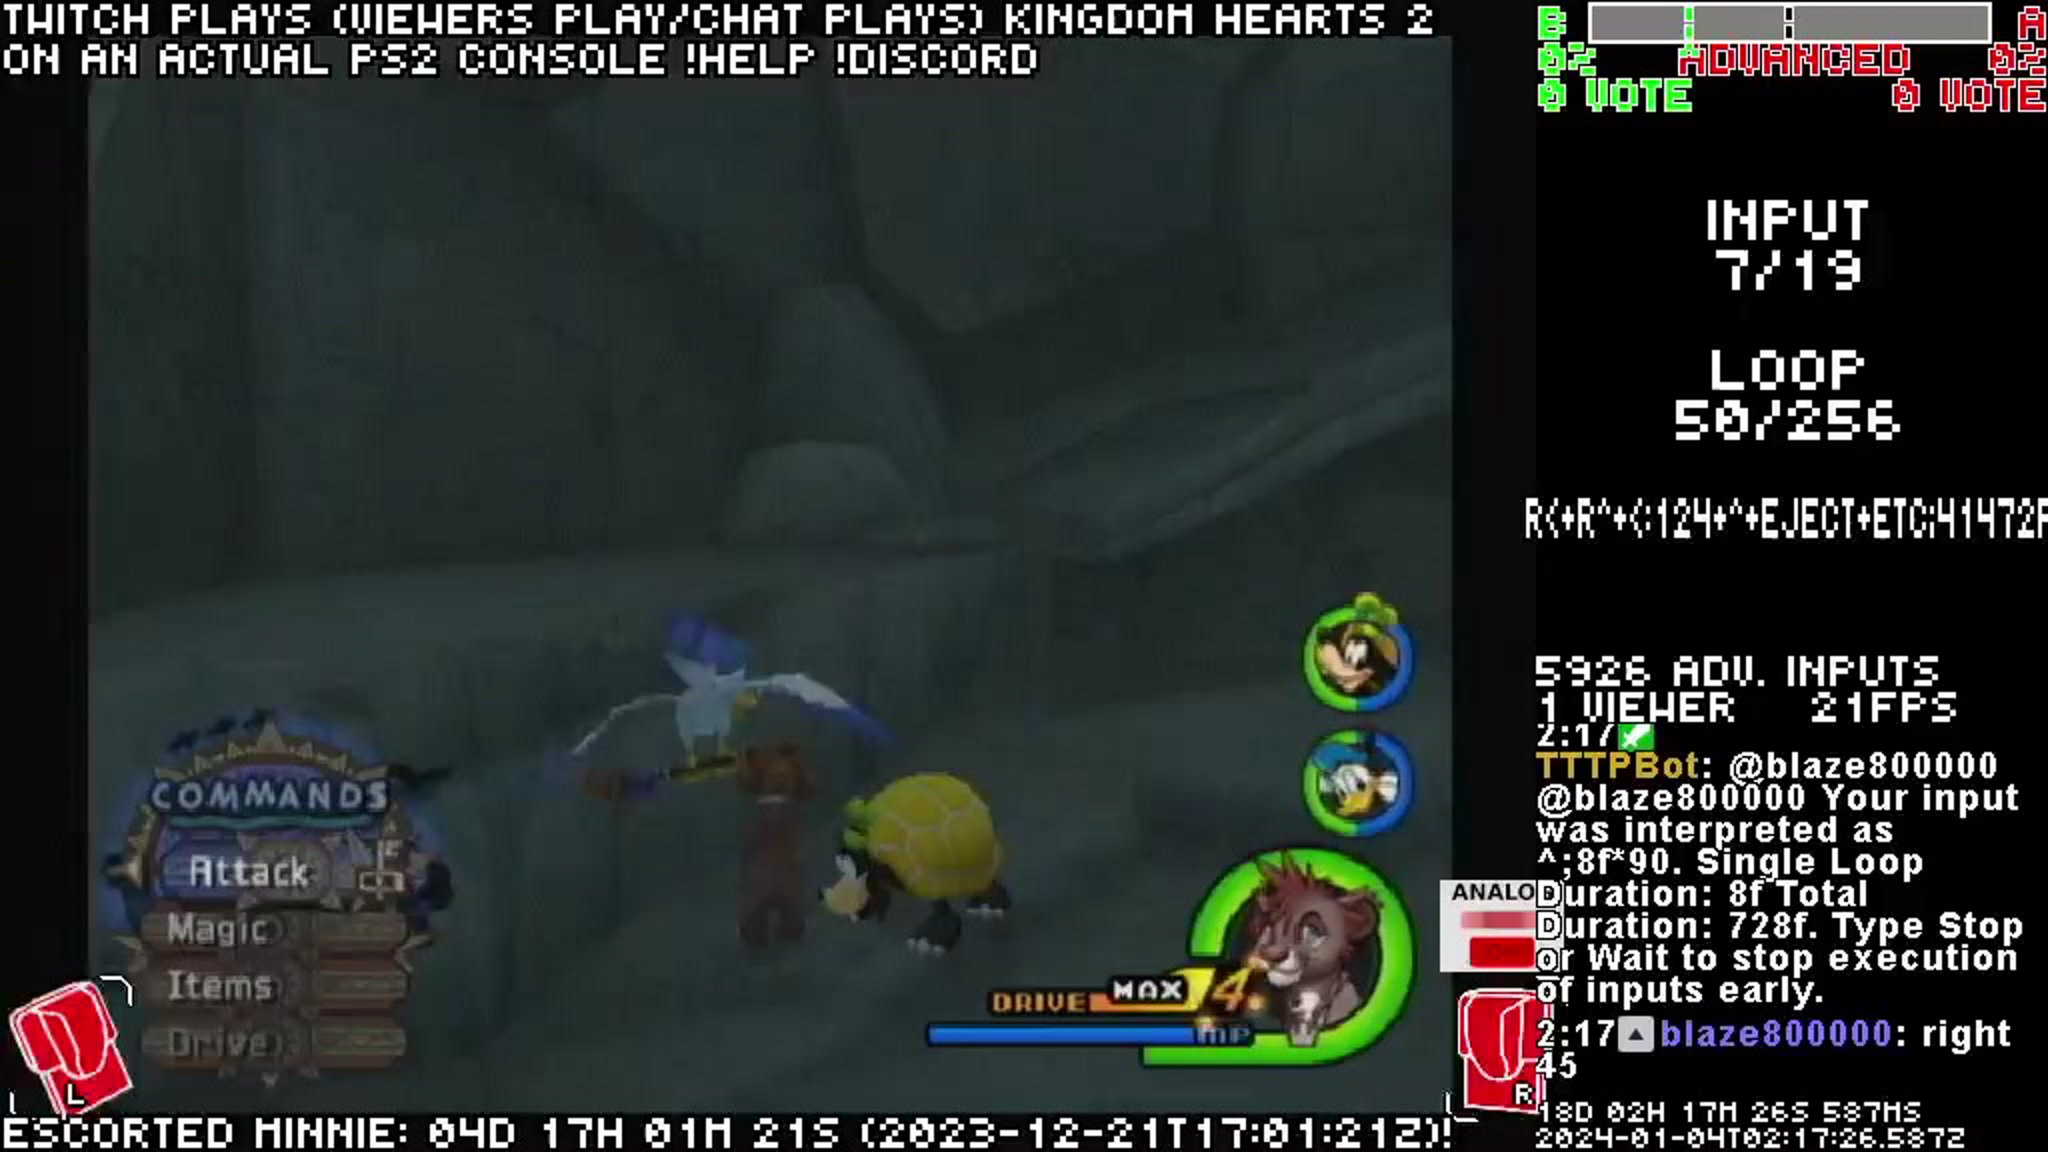 TWITCH PLAYS (VIEWERS PLAY/CHAT PLAYS) KINGDOM HEARTS 2
ON AN ACTUAL PS2 CONSOLE !HELP !DISCORD
B A
0% ADVANCED 0%
0 VOTE 0 VOTE
INPUT
7/19
LOOP
50/256
5926 ADV. INPUTS
1 VIEWER 21FPS
2:17
TTTPBot: @blaze800000
@blaze800000 Your input
was interpreted as
^;8f*90. Single Loop
Duration: 8f Total
Duration: 728f. Type Stop
or Wait to stop execution
of inputs early.
2:17 blaze800000: right
45
18D 02H 17M 26S 587MS
2024-01-04T02:17:26.587Z
COMMANDS
Attack
Magic
Items
Drive
DRIVE MAX 4
MP
ANALO
L
R
ESCORTED MINNIE: 04D 17H 01M 21S (2023-12-21T17:01:21Z)!